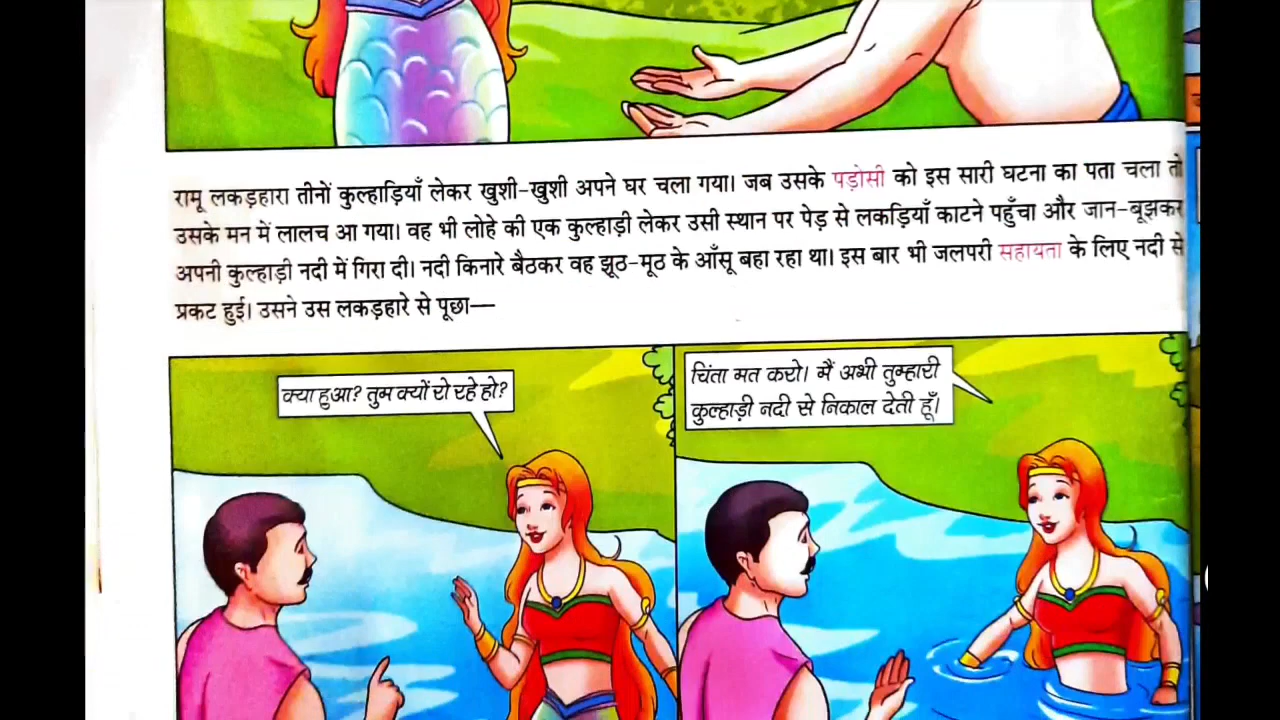 रामू लकड़हारा तीनों कुल्हाड़ियाँ लेकर खुशी-खुशी अपने घर चला गया। जब उसके पड़ोसी को इस सारी घटना का पता चला तो
उसके मन में लालच आ गया। वह भी लोहे की एक कुल्हाड़ी लेकर उसी स्थान पर पेड़ से लकड़ियाँ काटने पहुँचा और जान-बूझकर
अपनी कुल्हाड़ी नदी में गिरा दी। नदी किनारे बैठकर वह झूठ-मूठ के आँसू बहा रहा था। इस बार भी जलपरी सहायता के लिए नदी से
प्रकट हुई। उसने उस लकड़हारे से पूछा—
क्या हुआ? तुम क्यों रो रहे हो?
चिंता मत करो। मैं अभी तुम्हारी
कुल्हाड़ी नदी से निकाल देती हूँ।